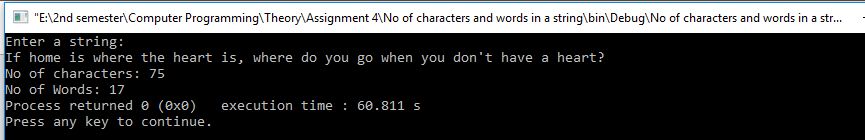 "E:\2nd semester\Computer Programming\Theory\Assignment 4\No of characters and words in a string\bin\Debug\No of characters and words in a str...
Enter a string:
If home is where the heart is, where do you go when you don't have a heart?
No of characters: 75
No of Words: 17
Process returned 0 (0x0)   execution time : 60.811 s
Press any key to continue.